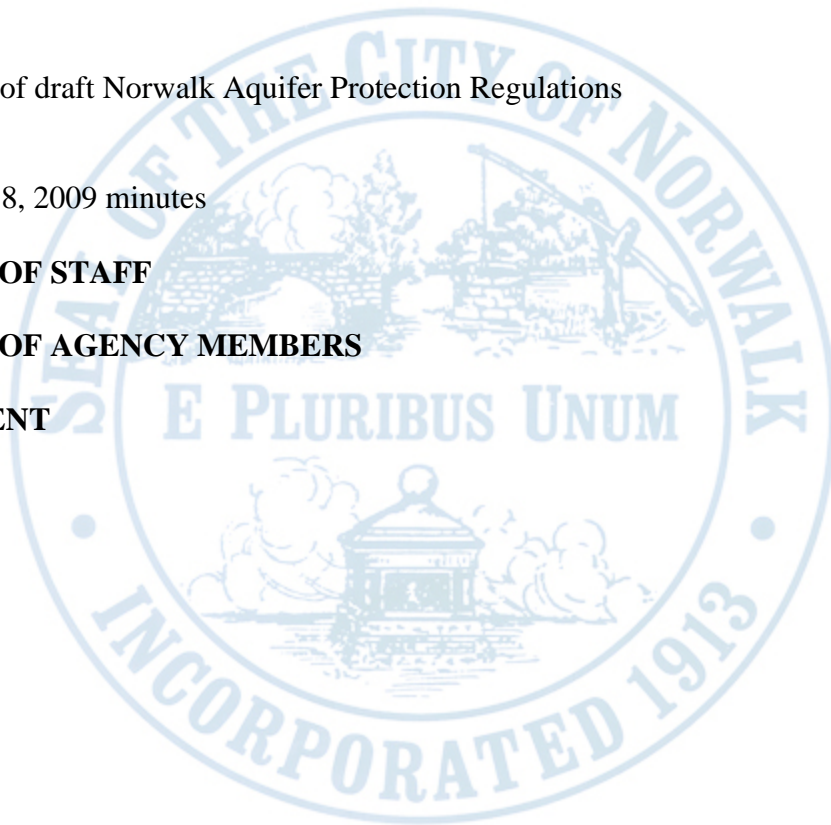 of draft Norwalk Aquifer Protection Regulations
8, 2009 minutes
OF STAFF
OF AGENCY MEMBERS
ENT
SEAL OF THE CITY OF NORWALK
E PLURIBUS UNUM
INCORPORATED 1913